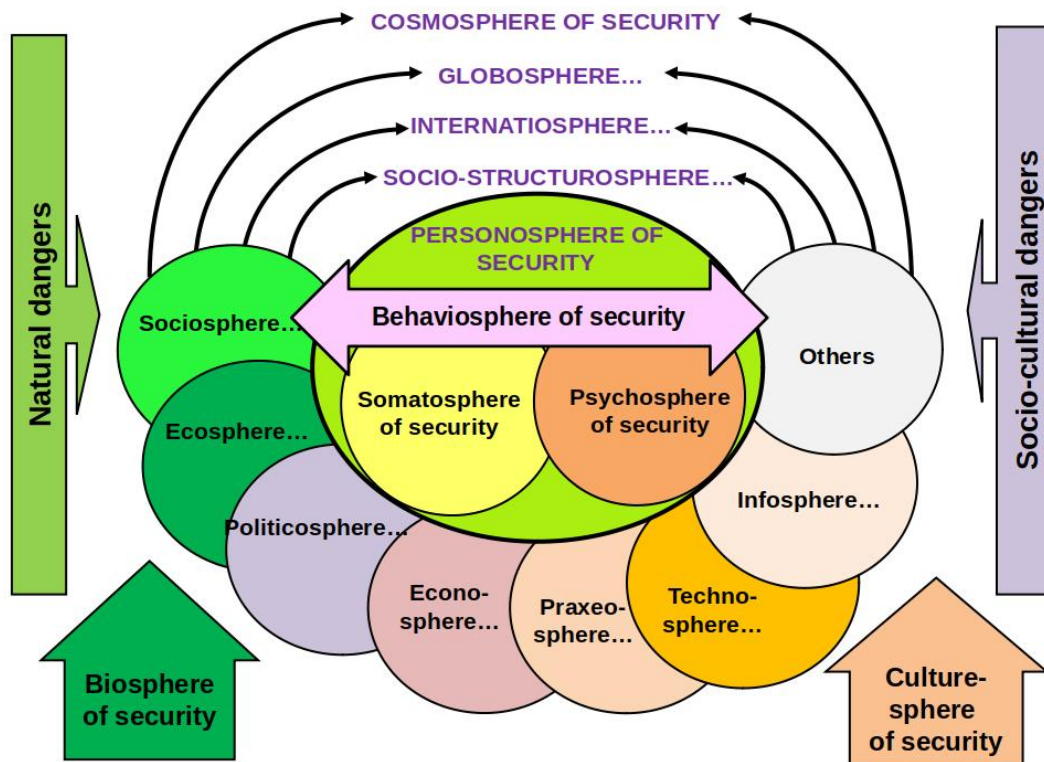 COSMOSPHERE OF SECURITY
GLOBOSPHERE…
INTERNATIOSPHERE…
SOCIO-STRUCTUROSPHERE…
PERSONOSPHERE OF
SECURITY
Behaviosphere of security
Natural dangers
Socio-cultural dangers
Sociosphere…
Others
Somatosphere
of security
Psychosphere
of security
Ecosphere…
Infosphere…
Politicosphere…
Econo-
sphere…
Praxeo-
sphere…
Techno-
sphere…
Biosphere
of security
Culture-
sphere
of security